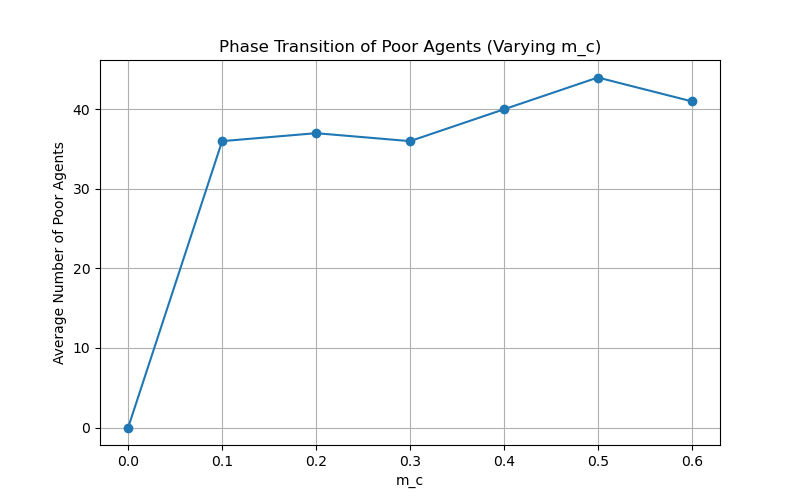 Phase Transition of Poor Agents (Varying m_c)
Average Number of Poor Agents
40
30
20
10
0
0.0 0.1 0.2 0.3 0.4 0.5 0.6
m_c